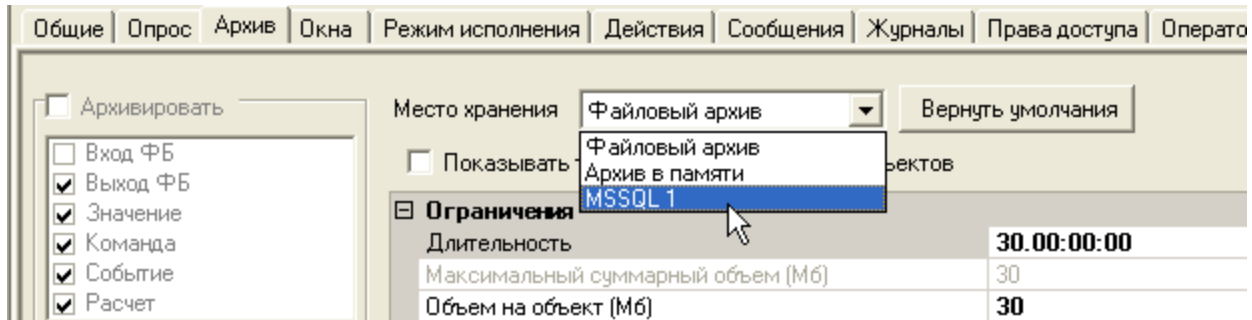 Общие Опрос Архив Окна Режим исполнения Действия Сообщения Журналы Права доступа Операто
Архивировать Место хранения Файловый архив Вернуть умолчания
Вход ФБ Файловый архив
Показывать ъектов
Выход ФБ Архив в памяти
Значение MSSQL 1
Ограничения
Команда Длительность 30.00:00:00
Событие Максимальный суммарный объем (Мб) 30
Расчет Объем на объект (Мб) 30